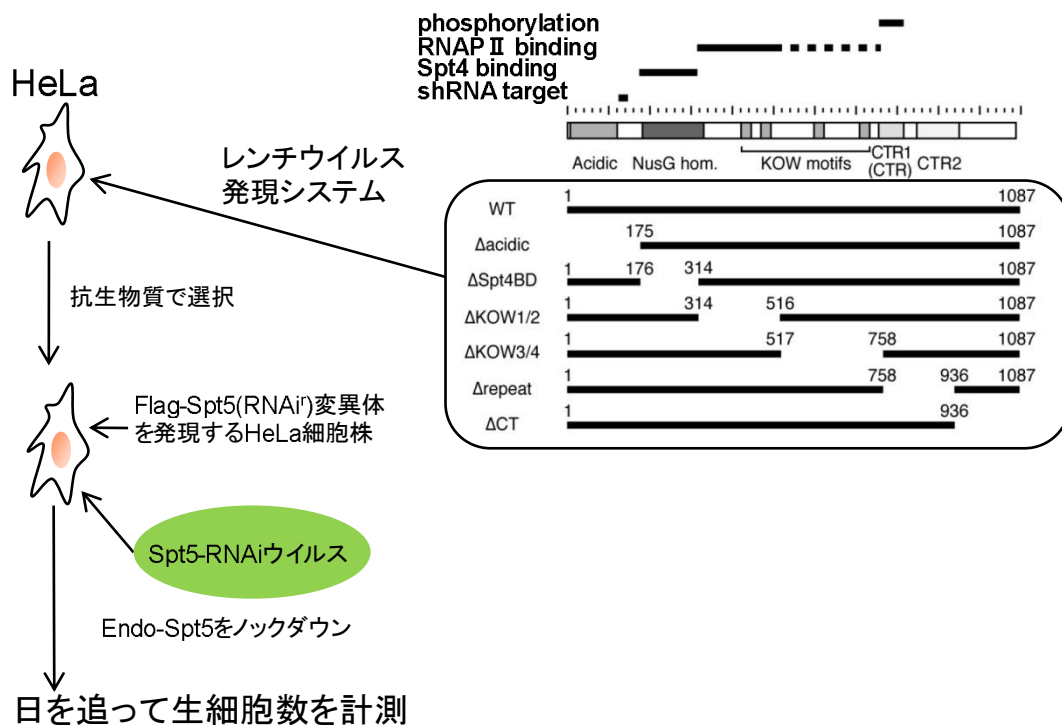 phosphorylation
RNAP Ⅱ binding
Spt4 binding
shRNA target
HeLa
レンチウイルス
発現システム
Acidic NusG hom. KOW motifs CTR1
(CTR) CTR2
WT 1 1087
Δacidic 175 1087
ΔSpt4BD 1 176 314 1087
ΔKOW1/2 1 314 516 1087
ΔKOW3/4 1 517 758 1087
Δrepeat 1 758 936 1087
ΔCT 1 936
抗生物質で選択
Flag-Spt5(RNAiʳ)変異体
を発現するHeLa細胞株
Spt5-RNAiウイルス
Endo-Spt5をノックダウン
日を追って生細胞数を計測